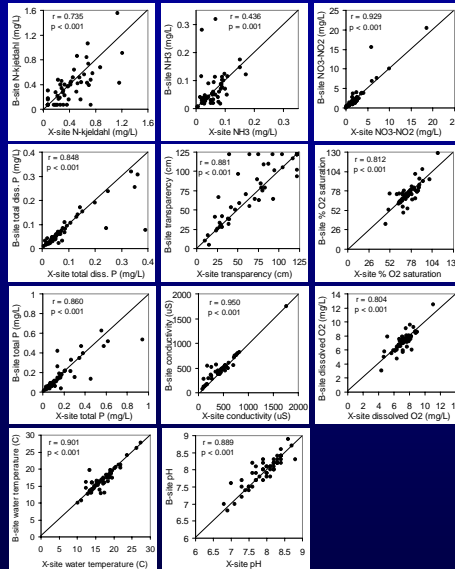 1.6
1.2
0.8
0.4
0
0 0.4 0.8 1.2 1.6
r = 0.735
p < 0.001
B-site N-kjeldahl (mg/L)
X-site N-kjeldahl (mg/L)
0.3
0.2
0.1
0
0 0.1 0.2 0.3
r = 0.436
p = 0.001
B-site NH3 (mg/L)
X-site NH3 (mg/L)
25
20
15
10
5
0
0 5 10 15 20 25
r = 0.929
p < 0.001
B-site NO3-NO2 (mg/L)
X-site NO3-NO2 (mg/L)
0.4
0.3
0.2
0.1
0
0 0.1 0.2 0.3 0.4
r = 0.848
p < 0.001
B-site total diss. P (mg/L)
X-site total diss. P (mg/L)
125
100
75
50
25
0
0 25 50 75 100 125
r = 0.881
p < 0.001
B-site transparency (cm)
X-site transparency (cm)
130
104
78
52
26
0
0 26 52 78 104 130
r = 0.812
p < 0.001
B-site % O2 saturation
X-site % O2 saturation
1
0.8
0.6
0.4
0.2
0
0 0.2 0.4 0.6 0.8 1
r = 0.860
p < 0.001
B-site total P (mg/L)
X-site total P (mg/L)
2000
1500
1000
500
0
0 500 1000 1500 2000
r = 0.950
p < 0.001
B-site conductivity (uS)
X-site conductivity (uS)
14
12
10
8
6
4
2
0
0 2 4 6 8 10 12 14
r = 0.804
p < 0.001
B-site dissolved O2 (mg/L)
X-site dissolved O2 (mg/L)
30
25
20
15
10
5
0
0 5 10 15 20 25 30
r = 0.901
p < 0.001
B-site water temperature (C)
X-site water temperature (C)
9
8.5
8
7.5
7
6.5
6
6 6.5 7 7.5 8 8.5 9
r = 0.889
p < 0.001
B-site pH
X-site pH